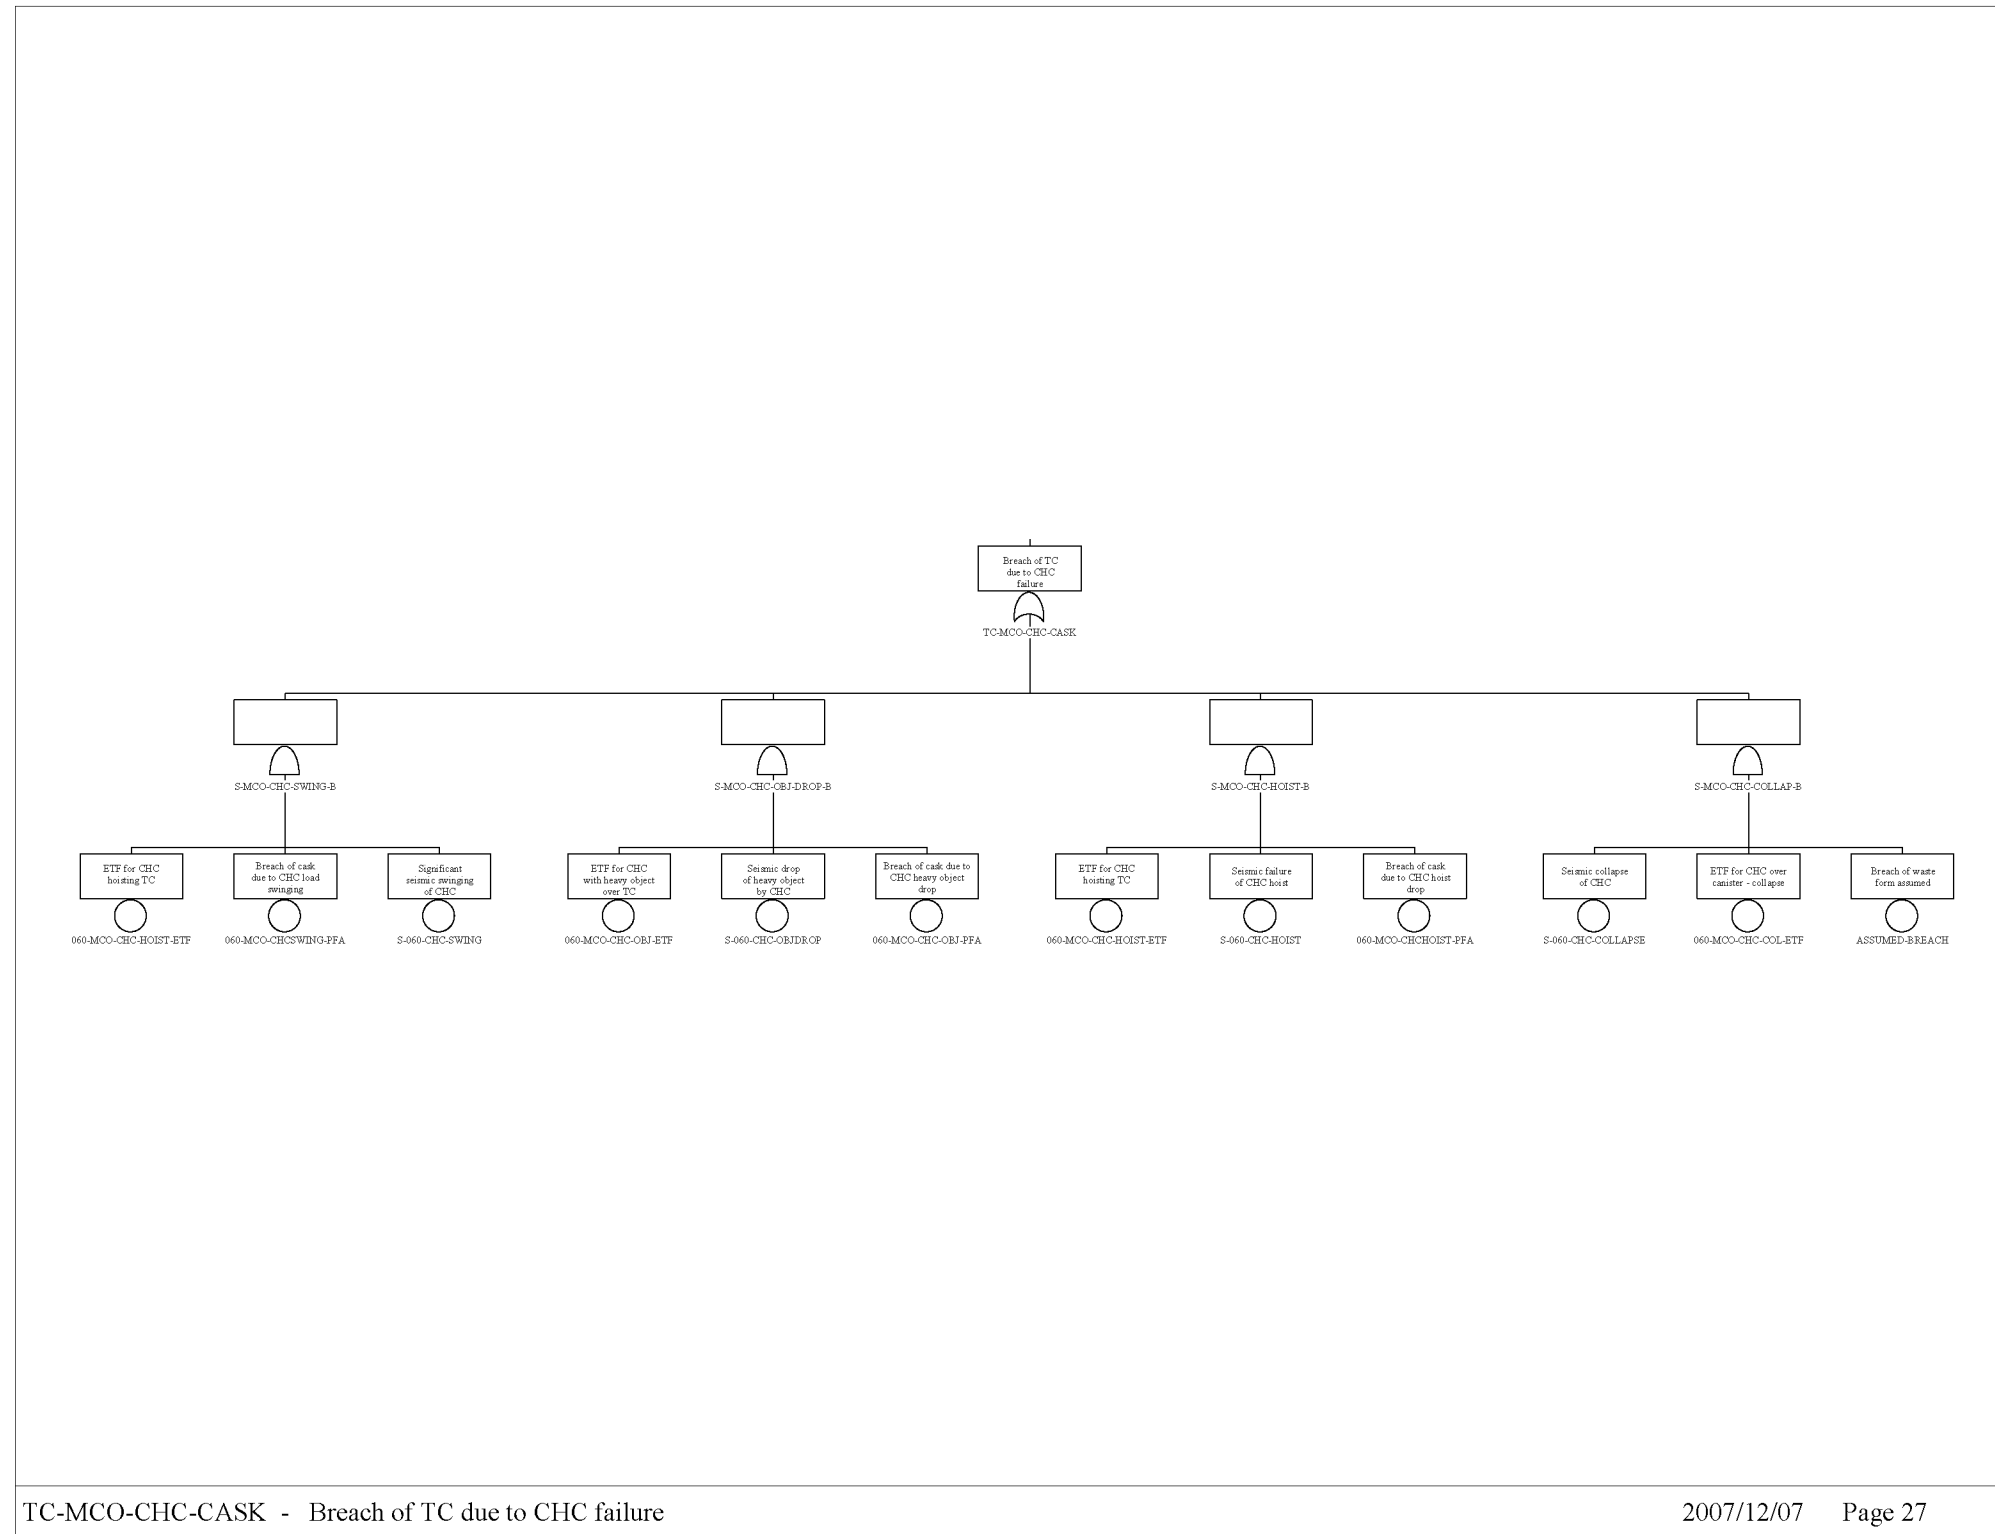 Breach of TC
due to CHC
failure
TC-MCO-CHC-CASK
S-MCO-CHC-SWING-B
S-MCO-CHC-OBJ-DROP-B
S-MCO-CHC-HOIST-B
S-MCO-CHC-COLLAP-B
ETF for CHC
hoisting TC
060-MCO-CHC-HOIST-ETF
Breach of cask
due to CHC load
swinging
060-MCO-CHCSWING-PFA
Significant
seismic swinging
of CHC
S-060-CHC-SWING
ETF for CHC
with heavy object
over TC
060-MCO-CHC-OBJ-ETF
Seismic drop
of heavy object
by CHC
S-060-CHC-OBJDROP
Breach of cask due to
CHC heavy object
drop
060-MCO-CHC-OBJ-PFA
ETF for CHC
hoisting TC
060-MCO-CHC-HOIST-ETF
Seismic failure
of CHC hoist
S-060-CHC-HOIST
Breach of cask
due to CHC hoist
drop
060-MCO-CHCHOIST-PFA
Seismic collapse
of CHC
S-060-CHC-COLLAPSE
ETF for CHC over
canister - collapse
060-MCO-CHC-COL-ETF
Breach of waste
form assumed
ASSUMED-BREACH
TC-MCO-CHC-CASK - Breach of TC due to CHC failure
2007/12/07 Page 27